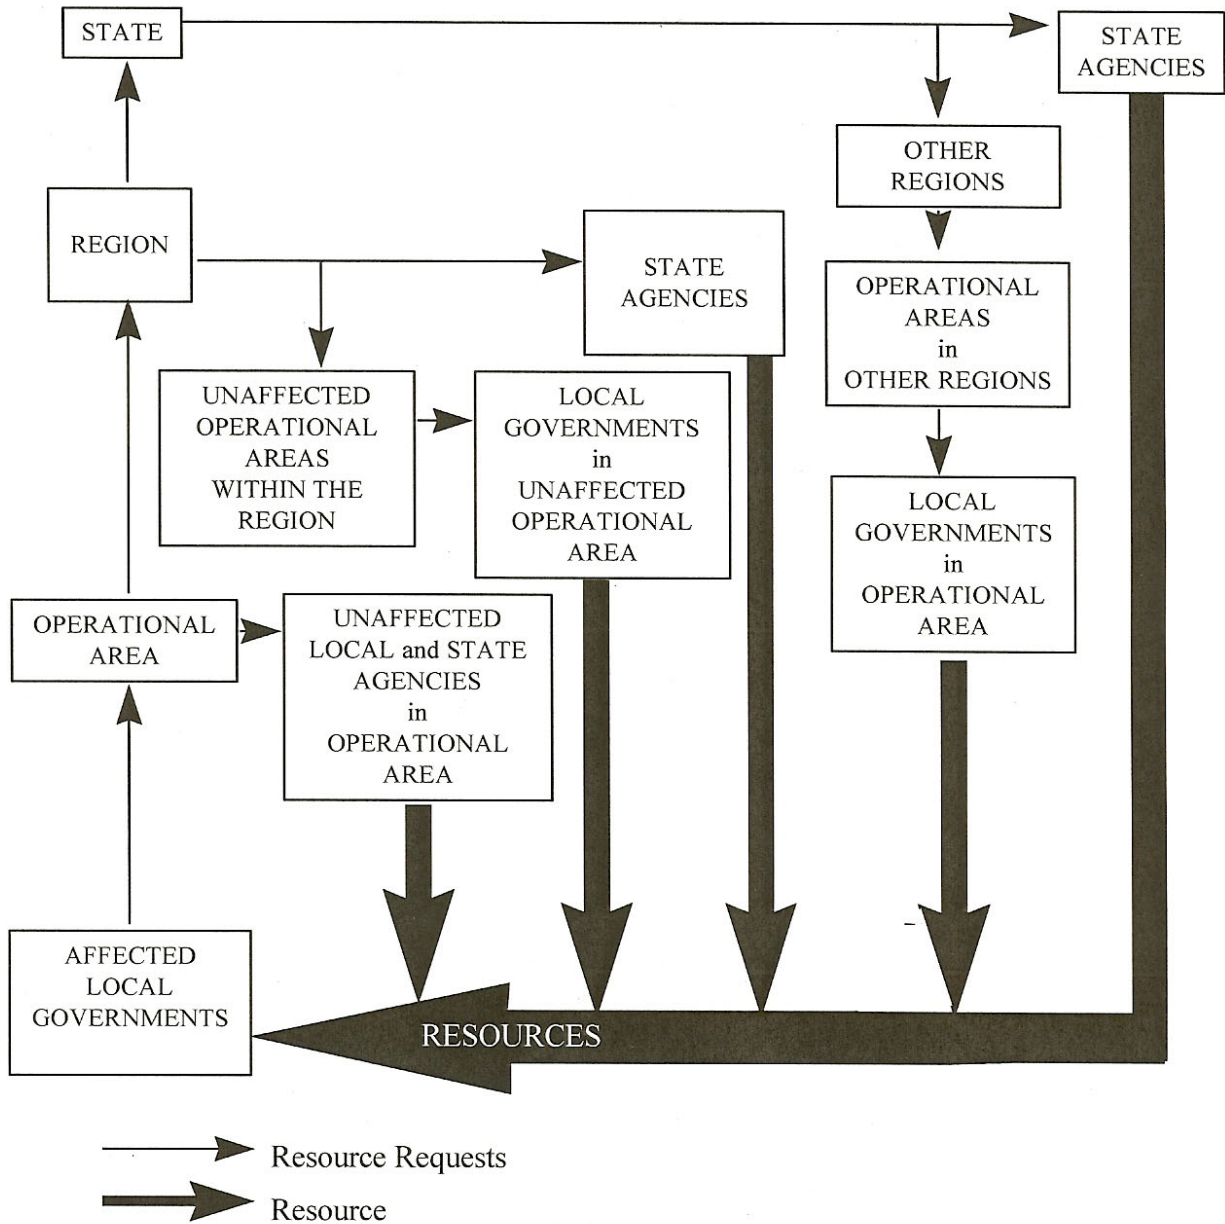 STATE
STATE
AGENCIES
OTHER
REGIONS
REGION
STATE
AGENCIES
OPERATIONAL
AREAS
in
OTHER REGIONS
UNAFFECTED
OPERATIONAL
AREAS
WITHIN THE
REGION
LOCAL
GOVERNMENTS
in
UNAFFECTED
OPERATIONAL
AREA
LOCAL
GOVERNMENTS
in
OPERATIONAL
AREA
OPERATIONAL
AREA
UNAFFECTED
LOCAL and STATE
AGENCIES
in
OPERATIONAL
AREA
AFFECTED
LOCAL
GOVERNMENTS
RESOURCES
Resource Requests
Resource